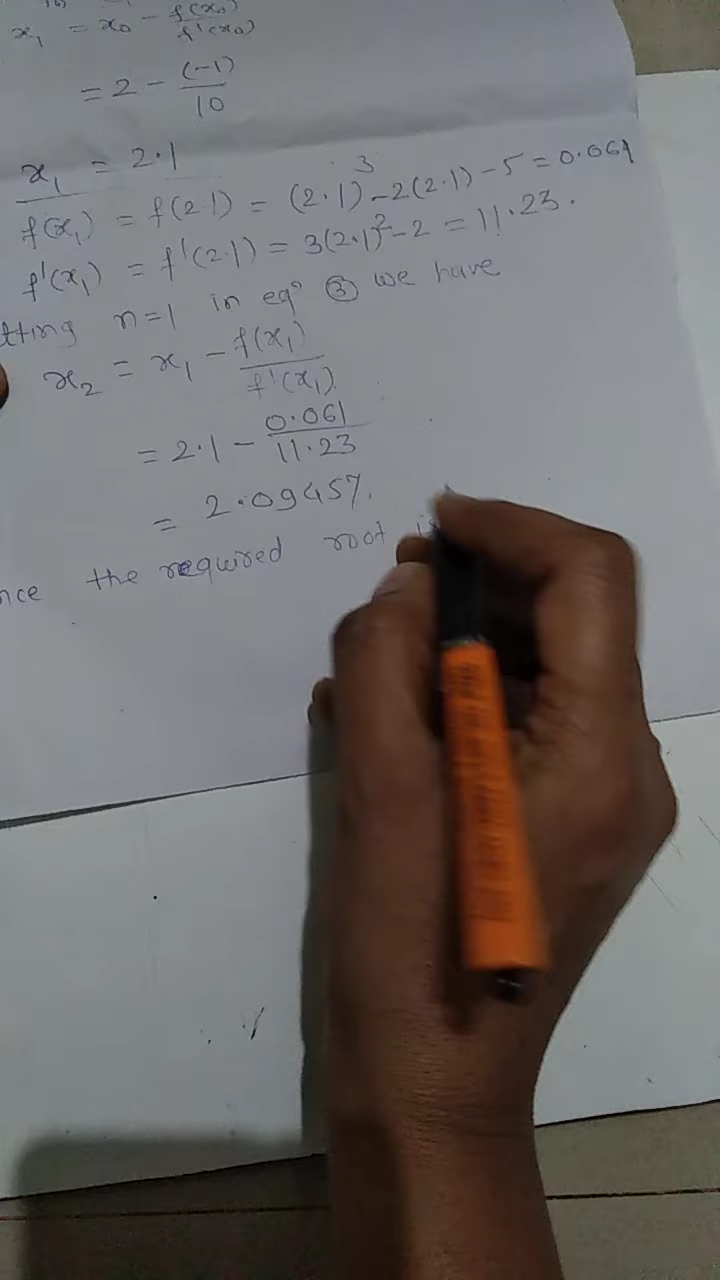 x₁ = x₀ - f(x₀)/f'(x₀)
= 2 - (-1)/10
x₁ = 2.1
f(x₁) = f(2.1) = (2.1)³ - 2(2.1) - 5 = 0.061
f'(x₁) = f'(2.1) = 3(2.1)² - 2 = 11.23.
tting n=1 in eqⁿ ③ we have
x₂ = x₁ - f(x₁)/f'(x₁)
= 2.1 - 0.061/11.23
= 2.09457.
nce the required root is